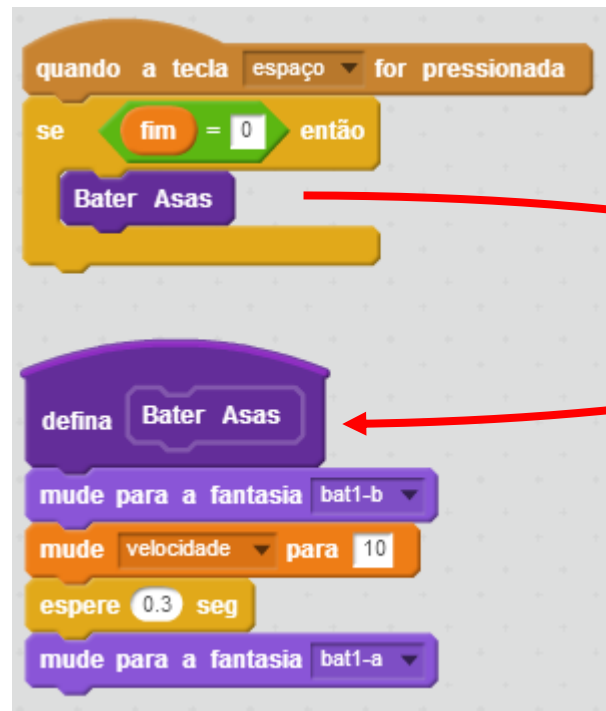 quando a tecla espaço for pressionada
se fim = 0 então
Bater Asas
defina Bater Asas
mude para a fantasia bat1-b
mude velocidade para 10
espere 0.3 seg
mude para a fantasia bat1-a